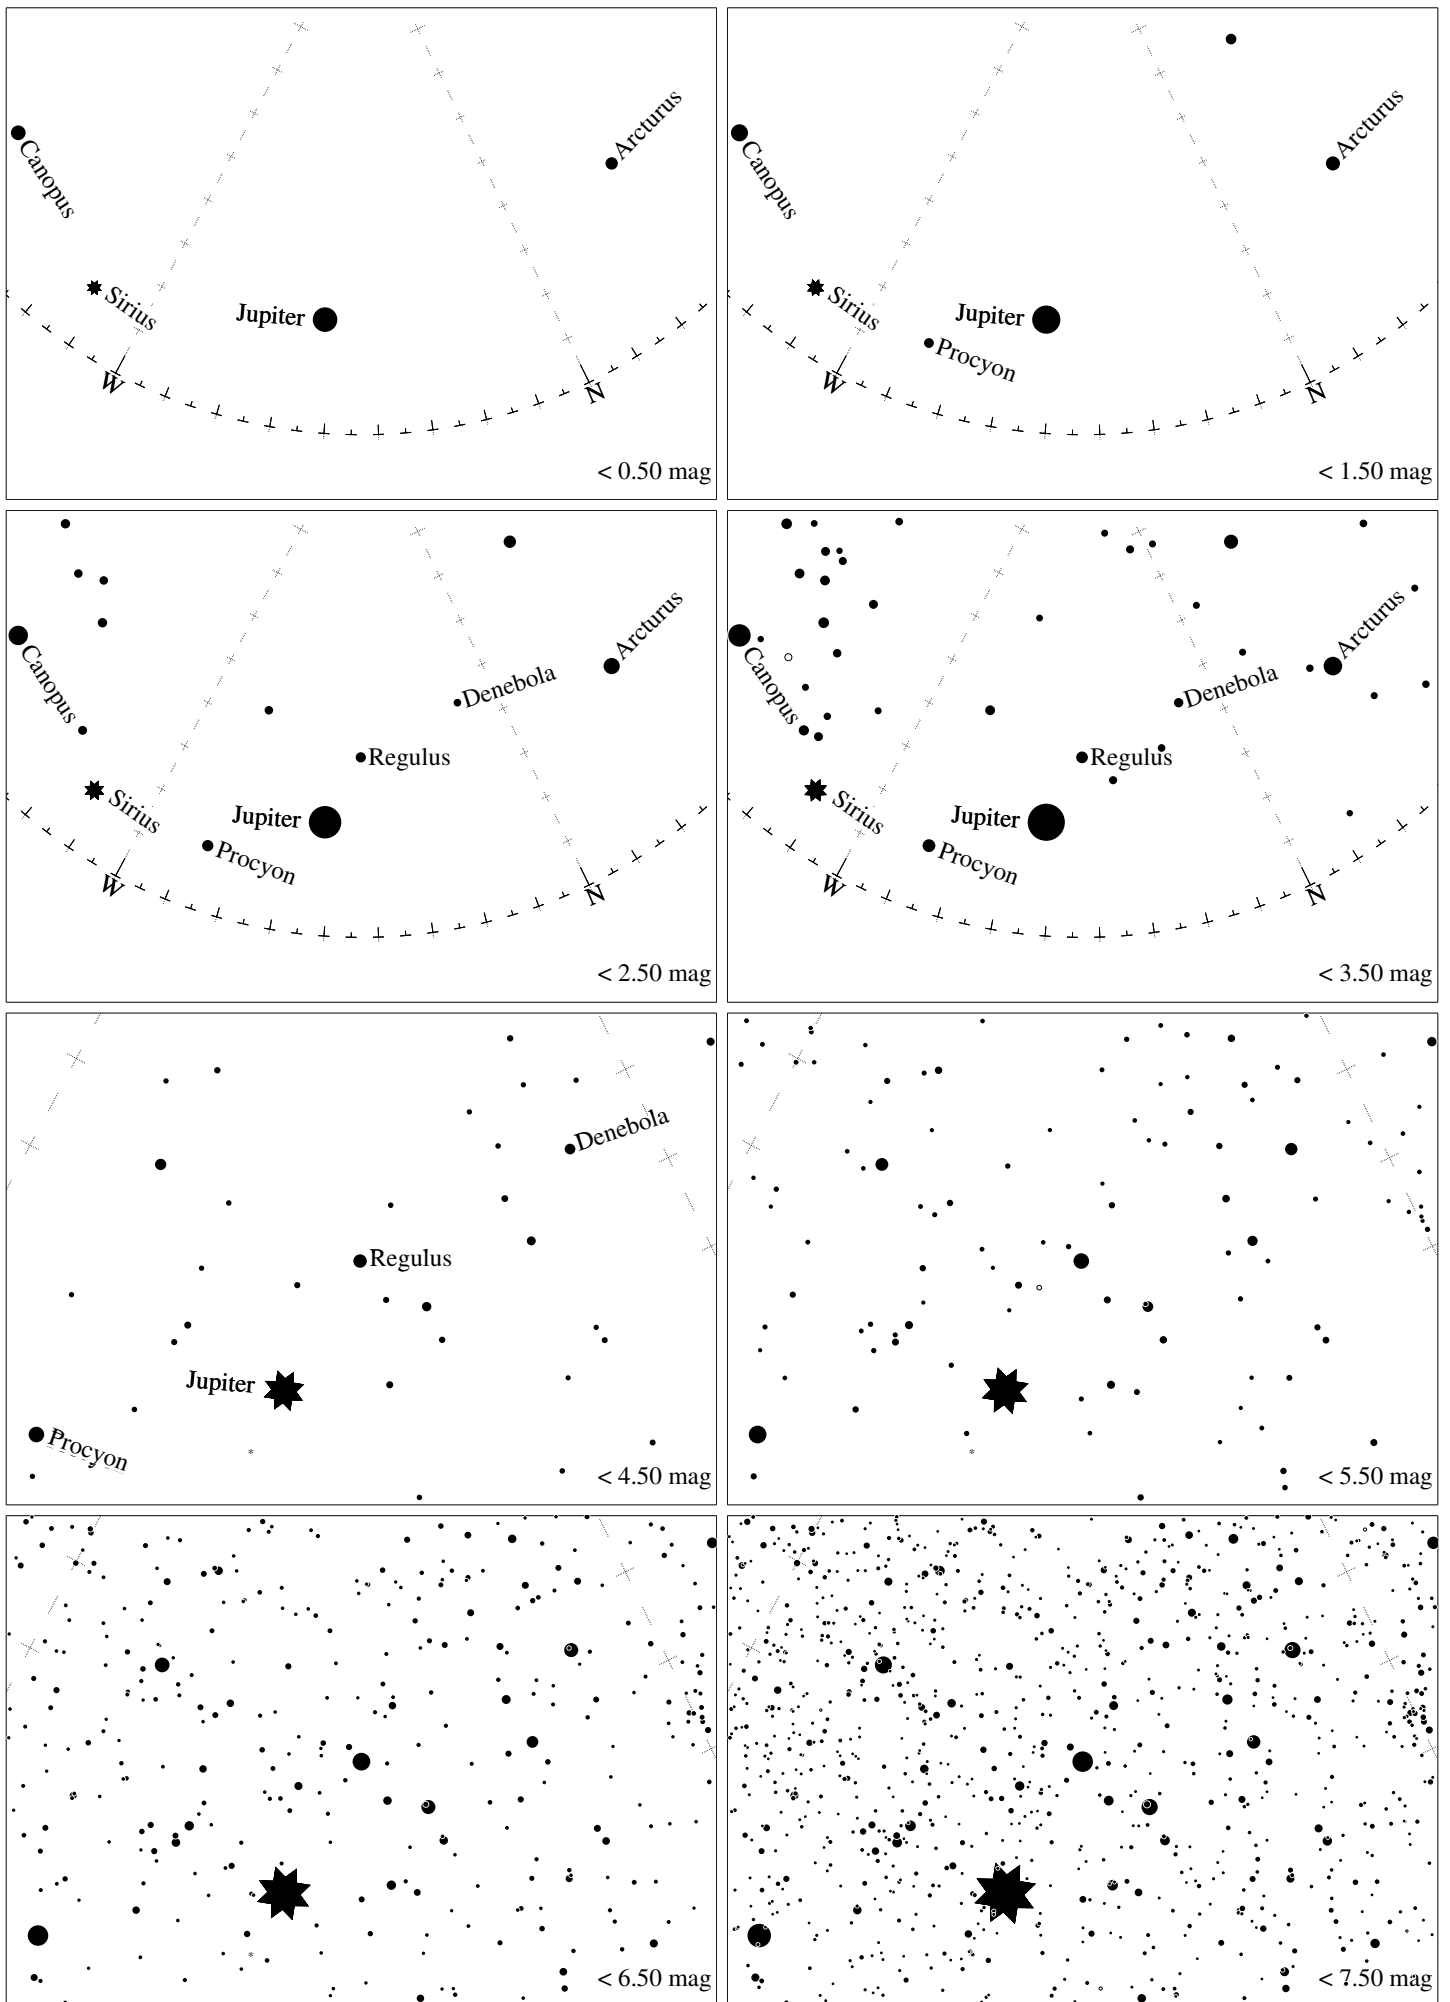 Canopus
Arcturus
Sirius
Jupiter
W
N
< 0.50 mag
Canopus
Arcturus
Sirius
Jupiter
Procyon
W
N
< 1.50 mag
Canopus
Arcturus
Denebola
Regulus
Sirius
Jupiter
Procyon
W
N
< 2.50 mag
Canopus
Arcturus
Denebola
Regulus
Sirius
Jupiter
Procyon
W
N
< 3.50 mag
Denebola
Regulus
Jupiter
Procyon
< 4.50 mag
< 5.50 mag
< 6.50 mag
< 7.50 mag